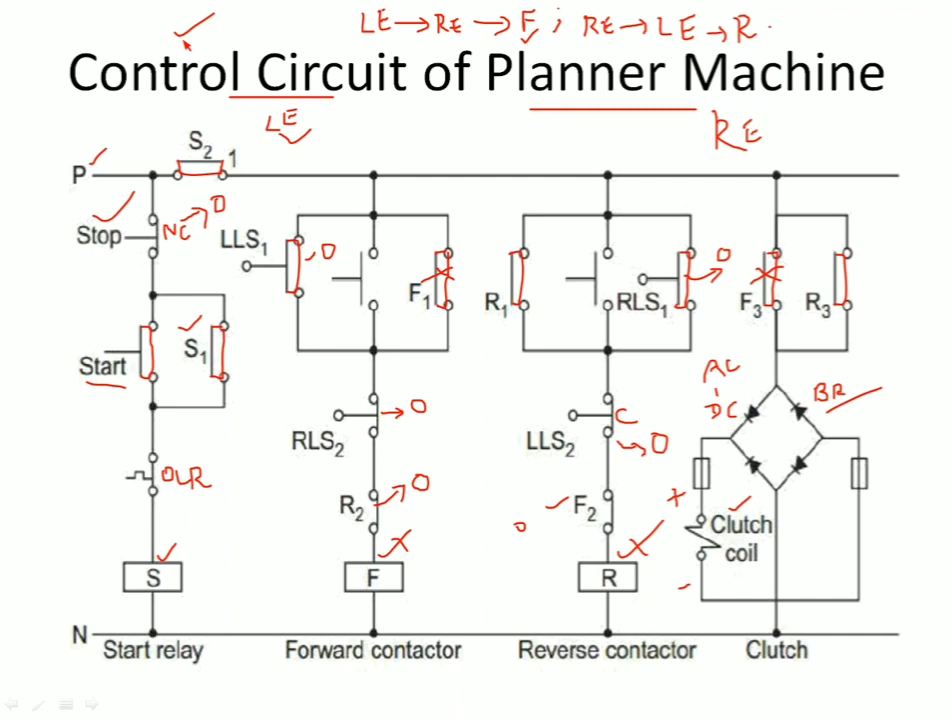 LE→RE→F; RE→LE→R.
Control Circuit of Planner Machine
LE
RE
S2 1
P
Stop
NC→O
LLS1
O
F1
R1
RLS1
O
F3
R3
Start
S1
AC
DC
BR
RLS2
→O
LLS2
C
→O
OLR
R2
→O
F2
O
+
Clutch
coil
-
S
F
R
N
Start relay
Forward contactor
Reverse contactor
Clutch